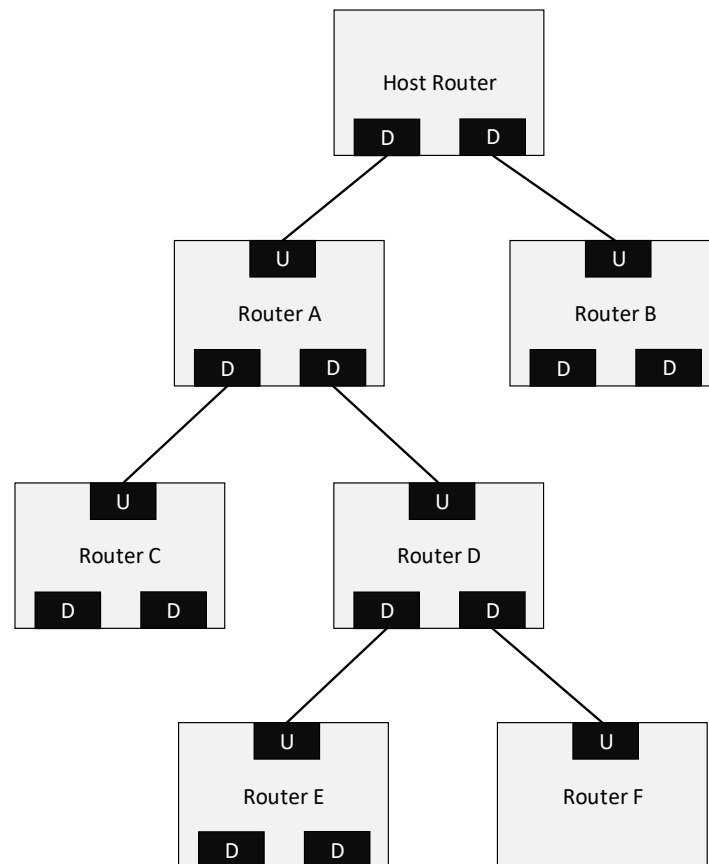 Host Router
D D
U U
Router A Router B
D D D D
U U
Router C Router D
D D D D
U U
Router E Router F
D D